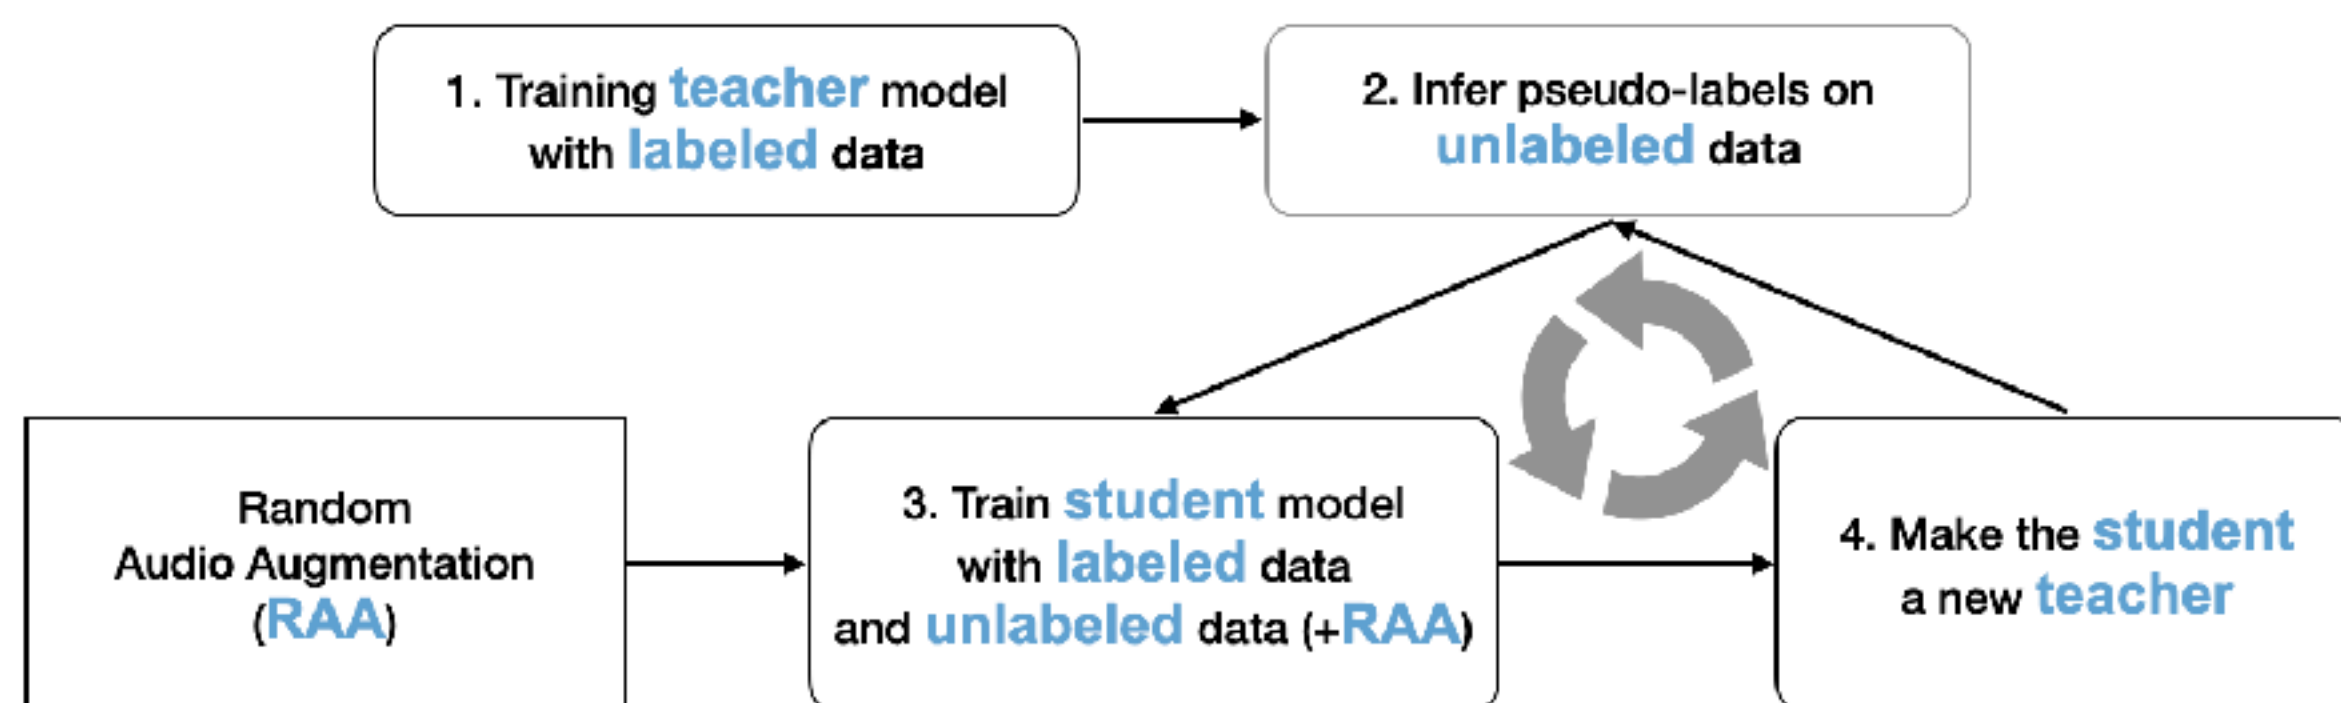 1. Training teacher model
with labeled data
2. Infer pseudo-labels on
unlabeled data
Random
Audio Augmentation
(RAA)
3. Train student model
with labeled data
and unlabeled data (+RAA)
4. Make the student
a new teacher